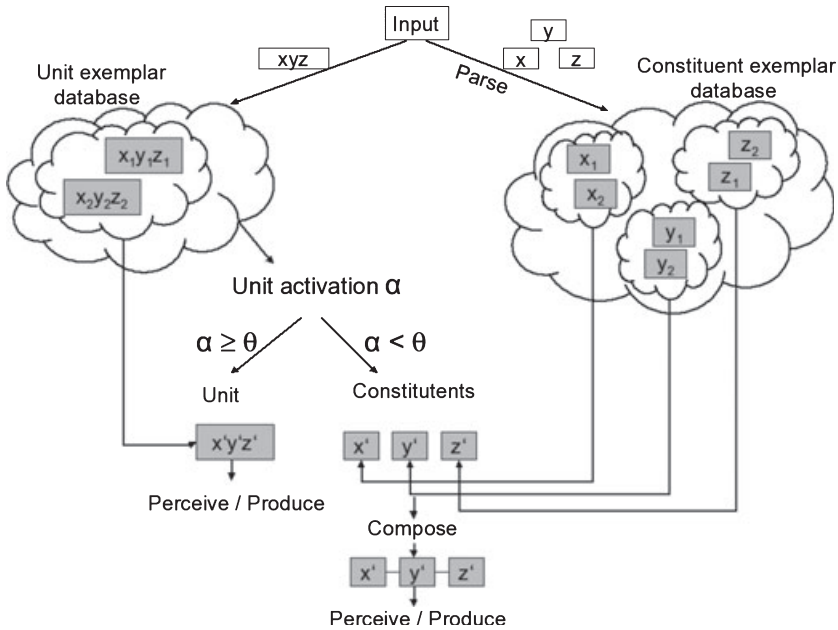 Input
xyz
y
x z
Parse
Unit exemplar
database
Constituent exemplar
database
x₁y₁z₁
x₂y₂z₂
x₁
x₂
z₂
z₁
y₁
y₂
Unit activation α
α ≥ θ
α < θ
Unit
Constitutents
x‘y‘z‘
x‘ y‘ z‘
Perceive / Produce
Compose
x‘ y‘ z‘
Perceive / Produce